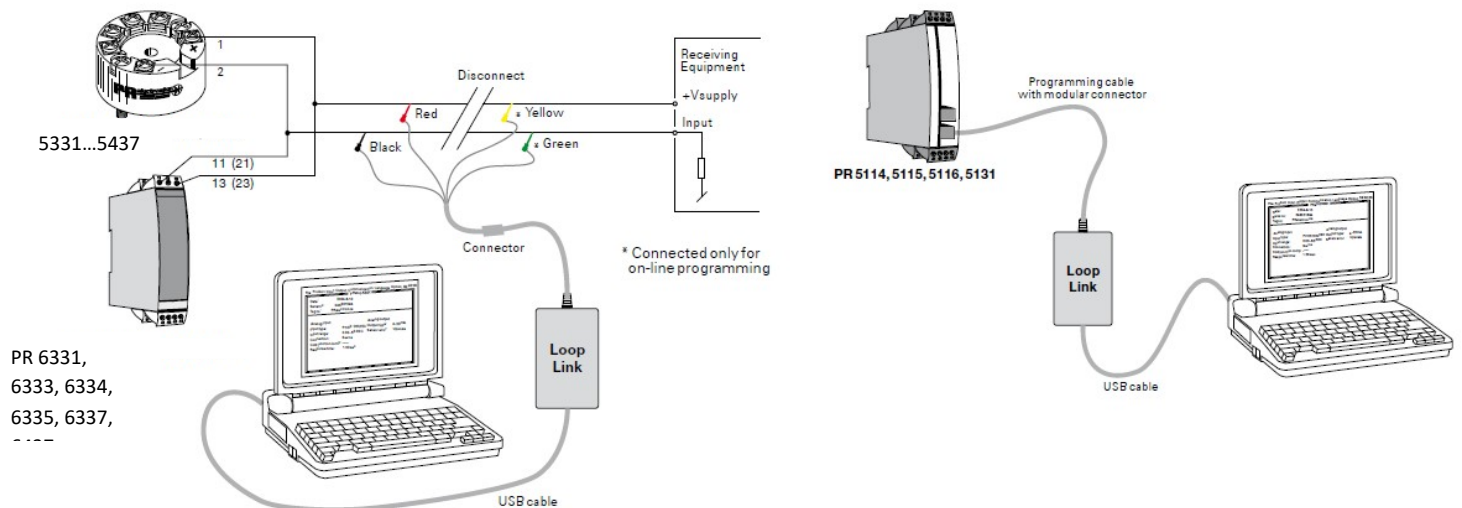 1
2
Disconnect
Receiving
Equipment
+Vsupply
Input
Red
* Yellow
Black
* Green
5331...5437
11 (21)
13 (23)
Connector
* Connected only for
on-line programming
PR 6331,
6333, 6334,
6335, 6337,
Loop
Link
USB cable
Programming cable
with modular connector
PR 5114, 5115, 5116, 5131
Loop
Link
USB cable